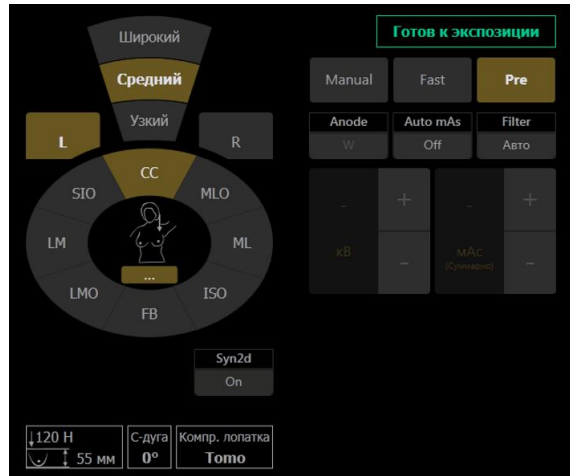 Широкий
Средний
Узкий
L
R
CC
SIO
MLO
LM
ML
...
LMO
ISO
FB
Syn2d
On
120 Н
55 мм
С-дуга
0°
Компр. лопатка
Tomo
Готов к экспозиции
Manual
Fast
Pre
Anode
Auto mAs
Filter
W
Off
Авто
-
+
-
+
кВ
-
мАс
-
(Суммарно)